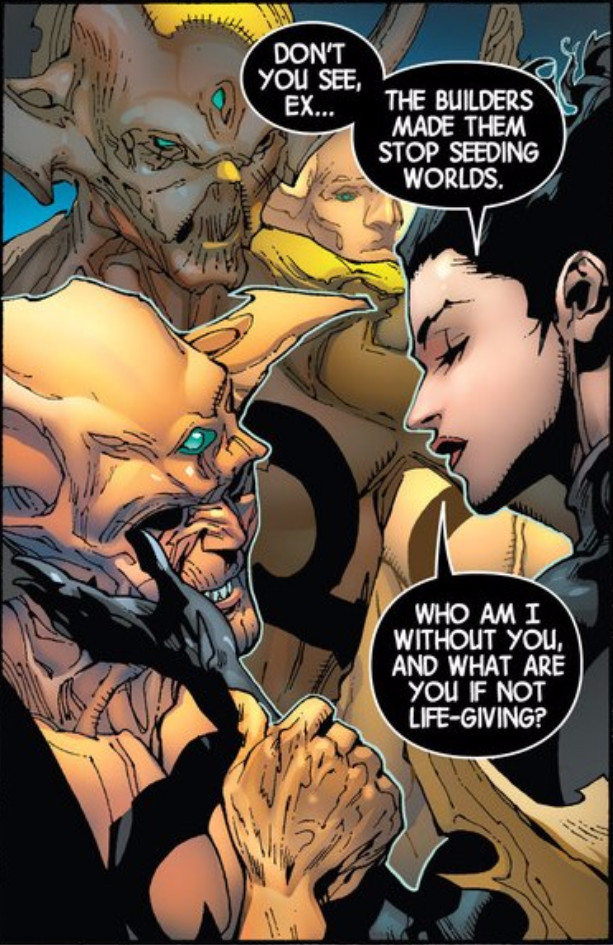 DON'T
YOU SEE,
EX...
THE BUILDERS
MADE THEM
STOP SEEDING
WORLDS.
WHO AM I
WITHOUT YOU,
AND WHAT ARE
YOU IF NOT
LIFE-GIVING?